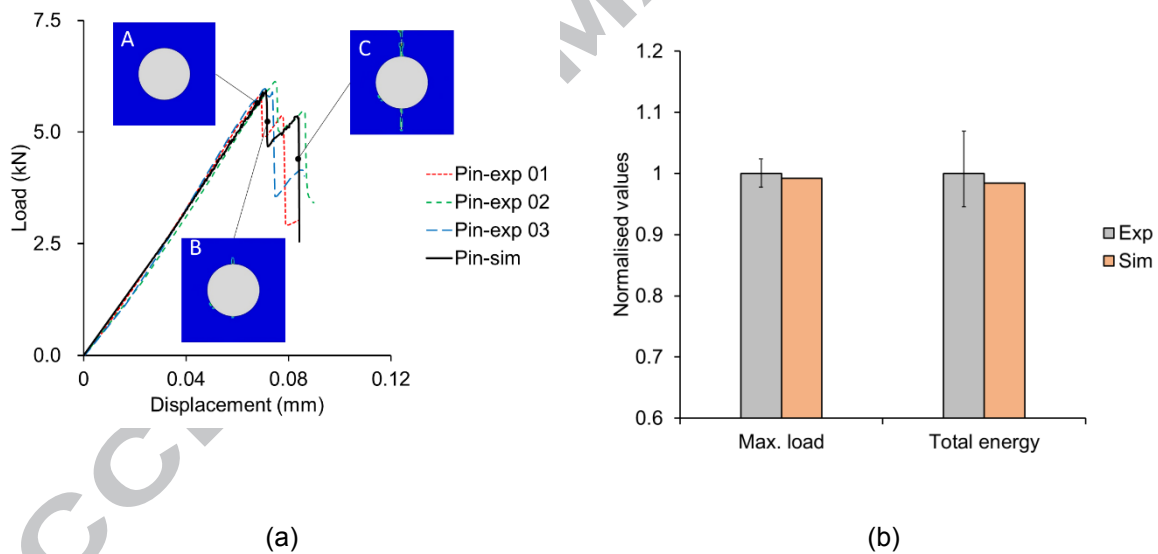 7.5
5.0
2.5
0.0
Load (kN)
0
0.04
0.08
0.12
Displacement (mm)
A
B
C
Pin-exp 01
Pin-exp 02
Pin-exp 03
Pin-sim
(a)
1.2
1.1
1
0.9
0.8
0.7
0.6
Normalised values
Max. load
Total energy
Exp
Sim
(b)